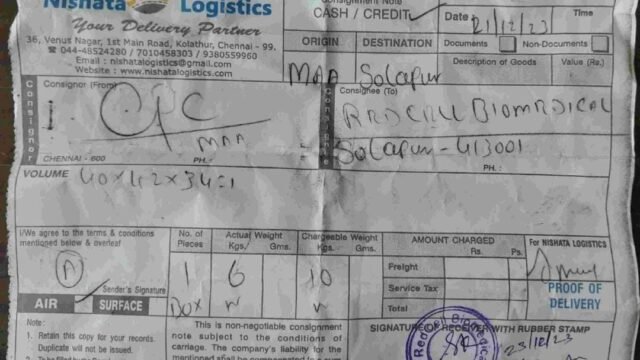 Nishata Logistics
Your Delivery Partner
36, Venus Nagar, 1st Main Road, Kolathur, Chennai - 99.
☎ 044-48524280 / 7010458303 / 9380559960
Email : nishatalogistics@gmail.com
Website : www.nishatalogistics.com
Consignment Note
CASH / CREDIT ✓
Date 21/12/23
Time
ORIGIN
DESTINATION
Documents
Non-Documents
MAA
Solapur
Description of Goods
Value (Rs.)
Consignor
Consignor (From)
MAA
CHENNAI - 600
PH. :
Consignee
Consignee (To)
REDCELL BIOMEDICAL
Solapur - 413001
PH. :
VOLUME 40x42x34=1
I/We agree to the terms & conditions
mentioned below & overleaf
Sender's Signature
AIR
SURFACE
No. of
Pieces
Actual Weight
Kgs/ Gms.
Chargeable Weight
Kgs. Gms.
1
6
10
Box
AMOUNT CHARGED
Rs. Ps.
Freight
Service Tax
Total
For NISHATA LOGISTICS
PROOF OF
DELIVERY
Note :
1. Retain this copy for your records.
Duplicate will not be issued.
This is non-negotiable consignment
note subject to the conditions of
carriage. The company's liability for
SIGNATURE OF RECEIVER WITH RUBBER STAMP
23/12/23